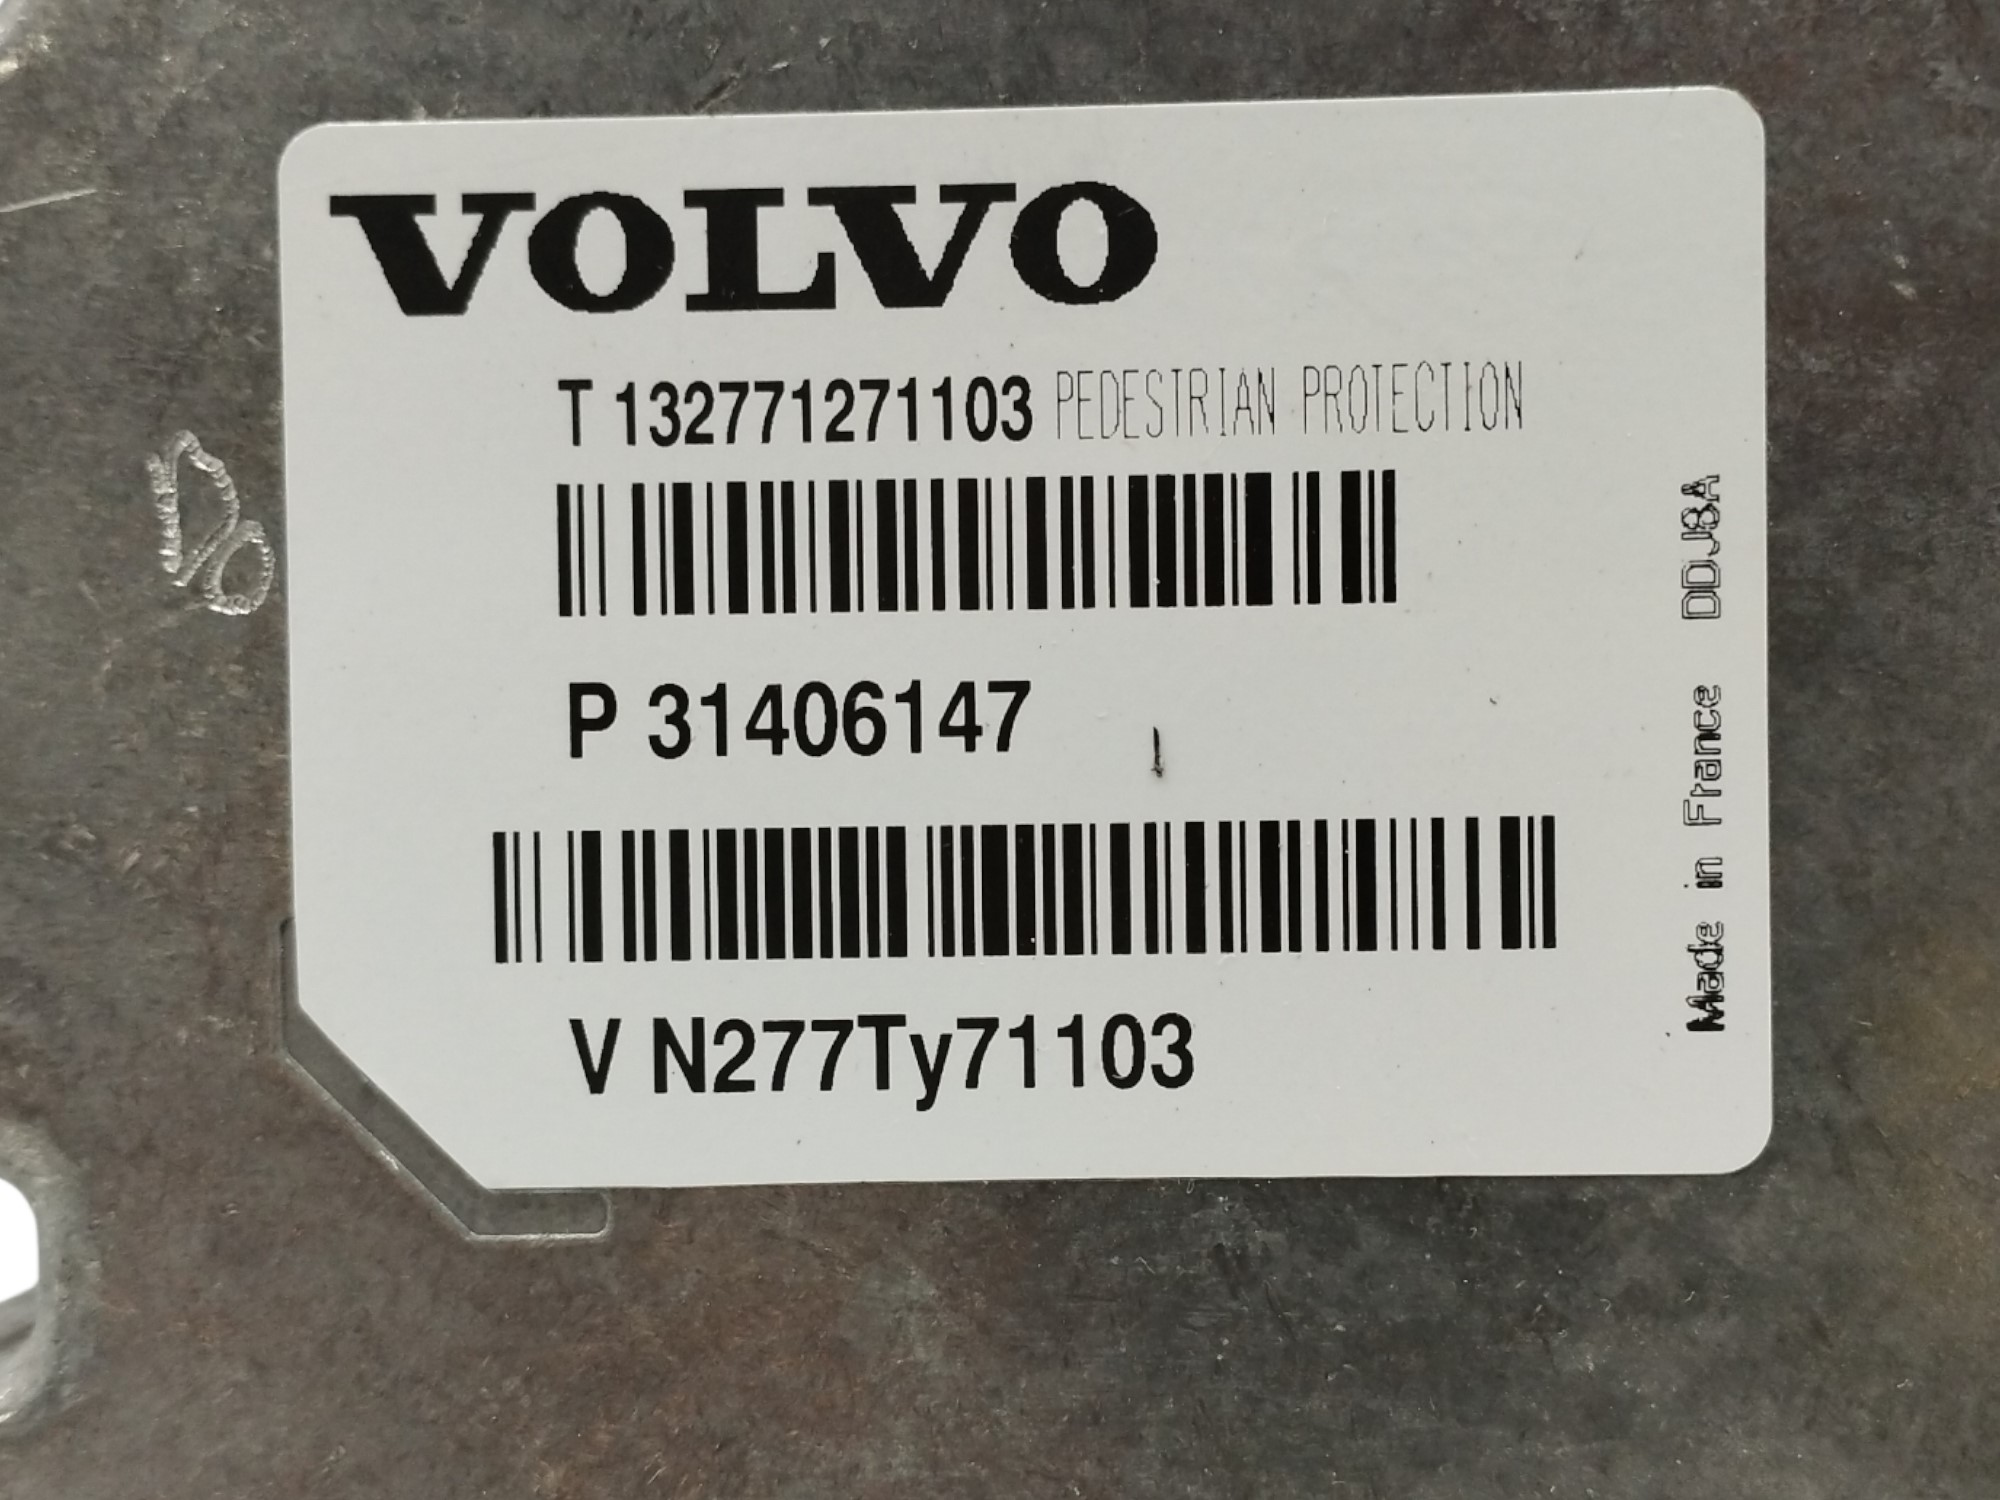 VOLVO
T 132771271103 PEDESTRIAN PROTECTION
P 31406147
V N277Ty71103
Made in France DDJ8A